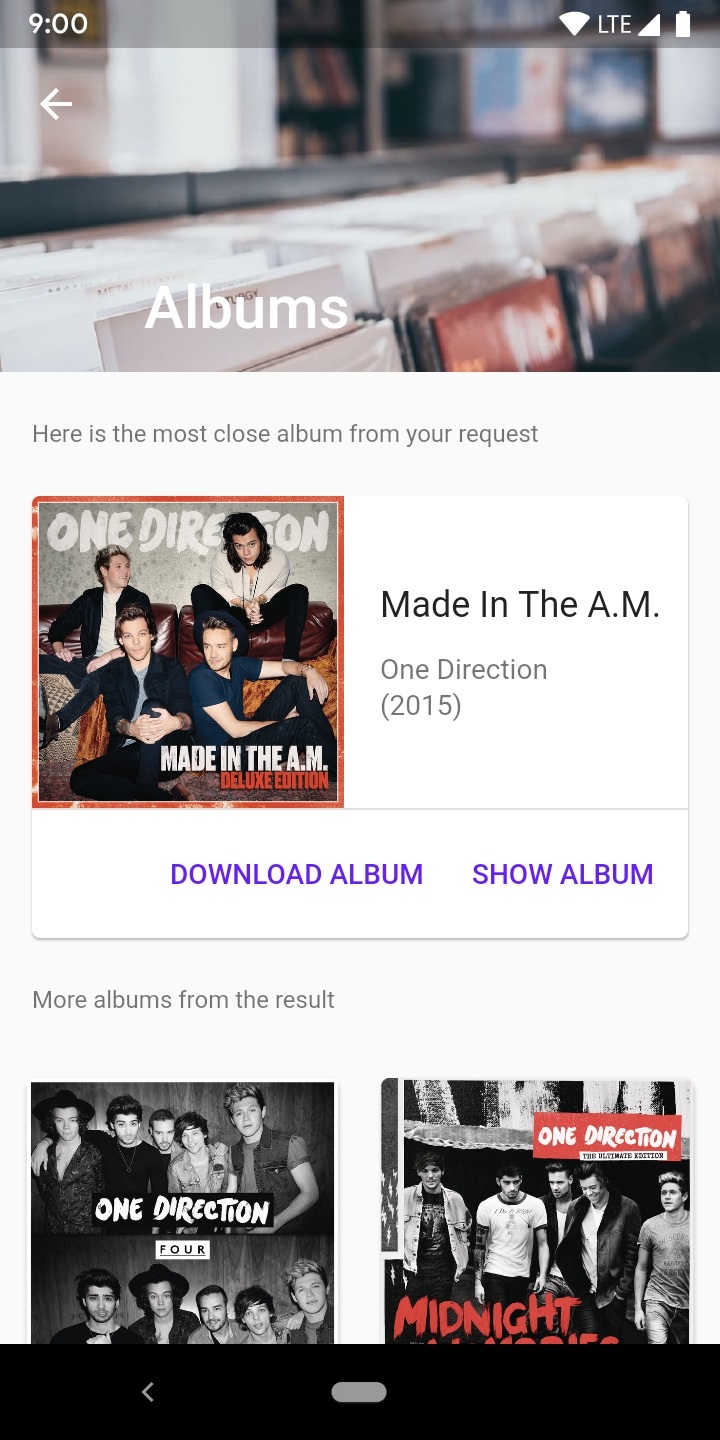 9:00
LTE
Albums
Here is the most close album from your request
ONE DIRECTION
MADE IN THE A.M.
DELUXE EDITION
Made In The A.M.
One Direction
(2015)
DOWNLOAD ALBUM
SHOW ALBUM
More albums from the result
ONE DIRECTION
FOUR
ONE DIRECTION
THE ULTIMATE EDITION
MIDNIGHT
MEMORIES